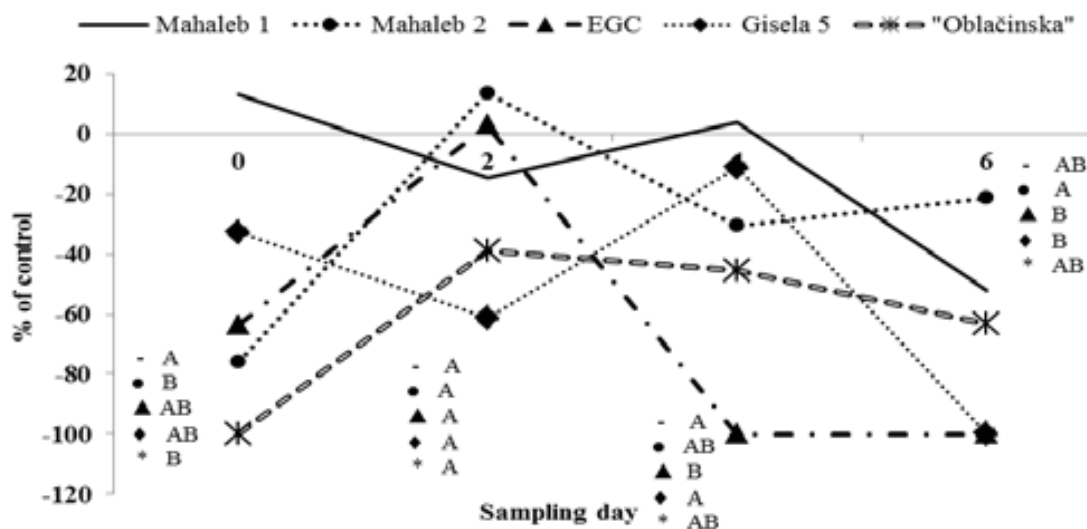 Mahaleb 1 Mahaleb 2 EGC Gisela 5 "Oblačinska"
20
0
-20
-40
-60
-80
-100
-120
% of control
0 2 6
- A
● B
▲ AB
◆ AB
* B
- A
● A
▲ A
◆ A
* A
- A
● AB
▲ B
◆ A
* AB
- AB
● A
▲ B
◆ B
* AB
Sampling day